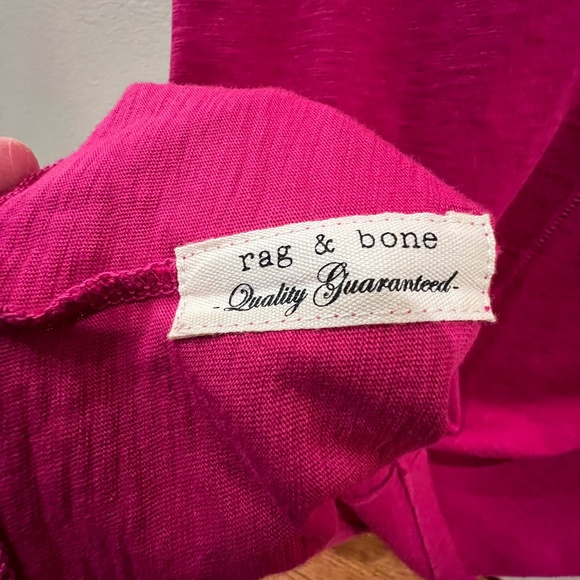 rag & bone
-Quality Guaranteed-